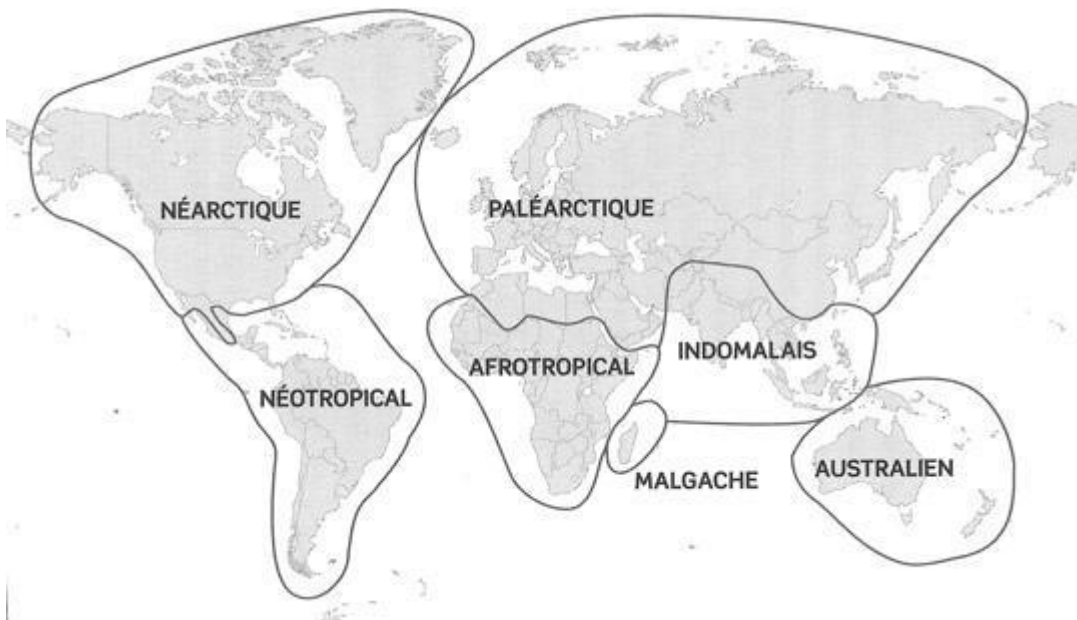 NÉARCTIQUE
PALÉARCTIQUE
NÉOTROPICAL
AFROTROPICAL
INDOMALAIS
MALGACHE
AUSTRALIEN